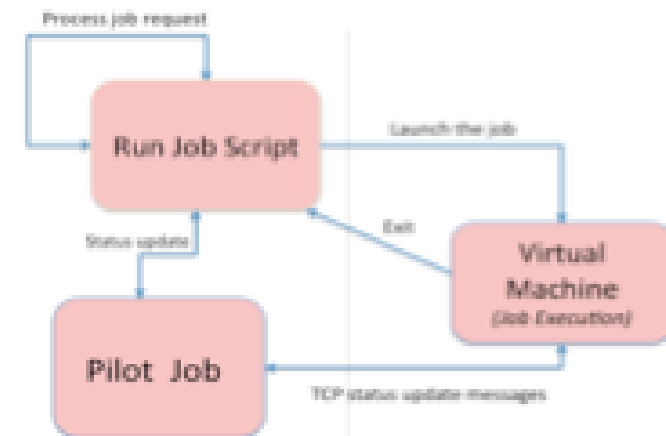 Process job request
Run Job Script
Launch the job
Exit
Status update
Virtual
Machine
(Job Execution)
Pilot Job
TCP status update messages